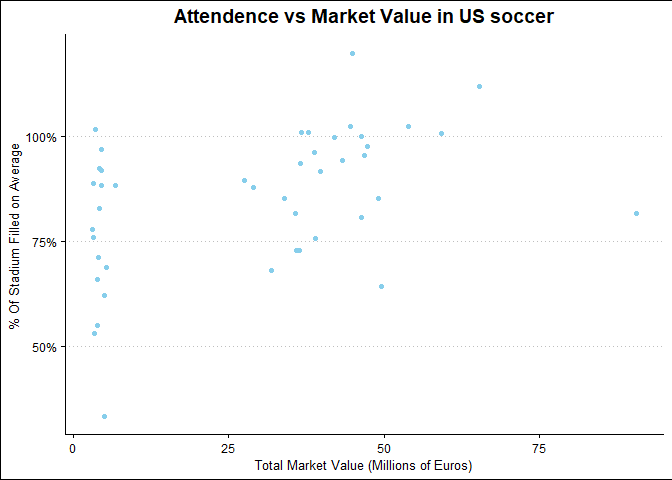 Attendence vs Market Value in US soccer
% Of Stadium Filled on Average
100%
75%
50%
0 25 50 75
Total Market Value (Millions of Euros)